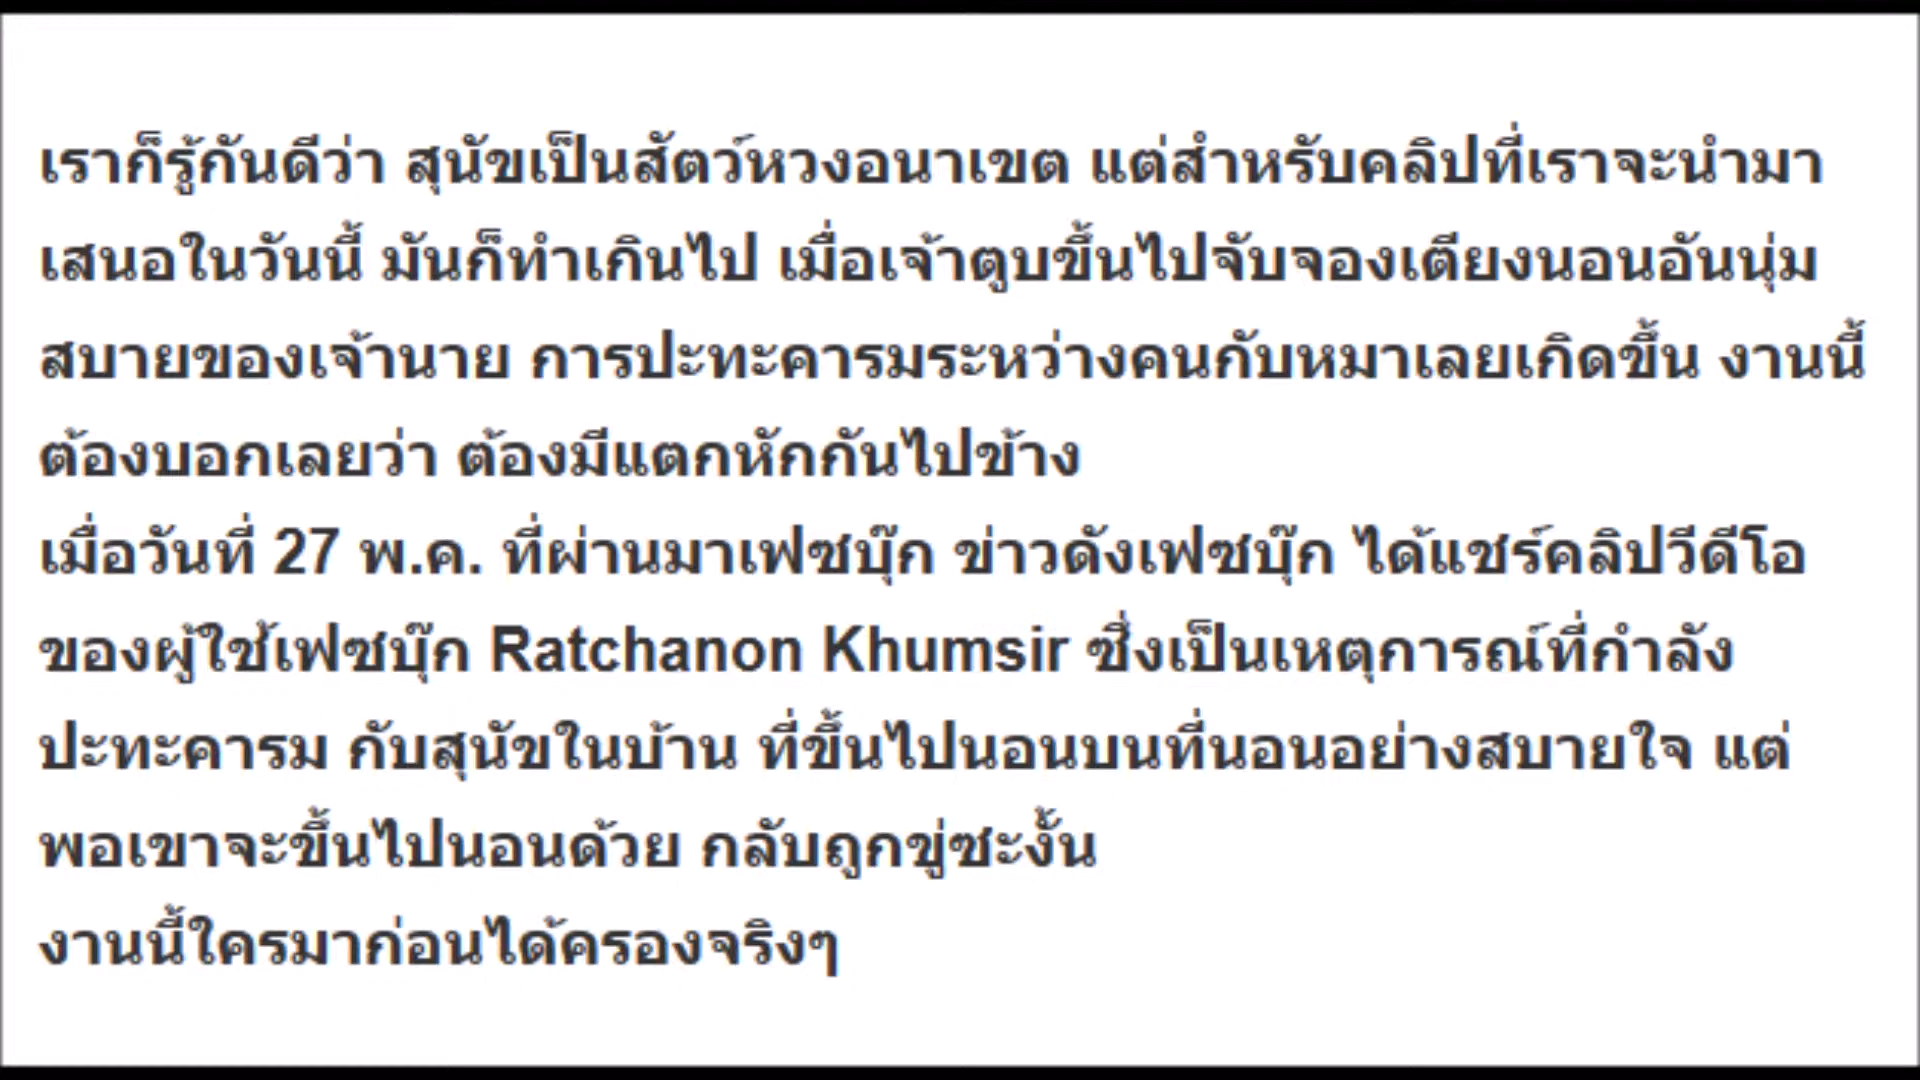 เราก็รู้กันดีว่า สุนัขเป็นสัตว์หวงอนาเขต แต่สำหรับคลิปที่เราจะนำมา
เสนอในวันนี้ มันก็ทำเกินไป เมื่อเจ้าตูบขึ้นไปจับจองเตียงนอนอันนุ่ม
สบายของเจ้านาย การปะทะคารมระหว่างคนกับหมาเลยเกิดขึ้น งานนี้
ต้องบอกเลยว่า ต้องมีแตกหักกันไปข้าง
เมื่อวันที่ 27 พ.ค. ที่ผ่านมาเฟซบุ๊ก ข่าวดังเฟซบุ๊ก ได้แชร์คลิปวีดีโอ
ของผู้ใช้เฟซบุ๊ก Ratchanon Khumsir ซึ่งเป็นเหตุการณ์ที่กำลัง
ปะทะคารม กับสุนัขในบ้าน ที่ขึ้นไปนอนบนที่นอนอย่างสบายใจ แต่
พอเขาจะขึ้นไปนอนด้วย กลับถูกขู่ซะงั้น
งานนี้ใครมาก่อนได้ครองจริงๆ